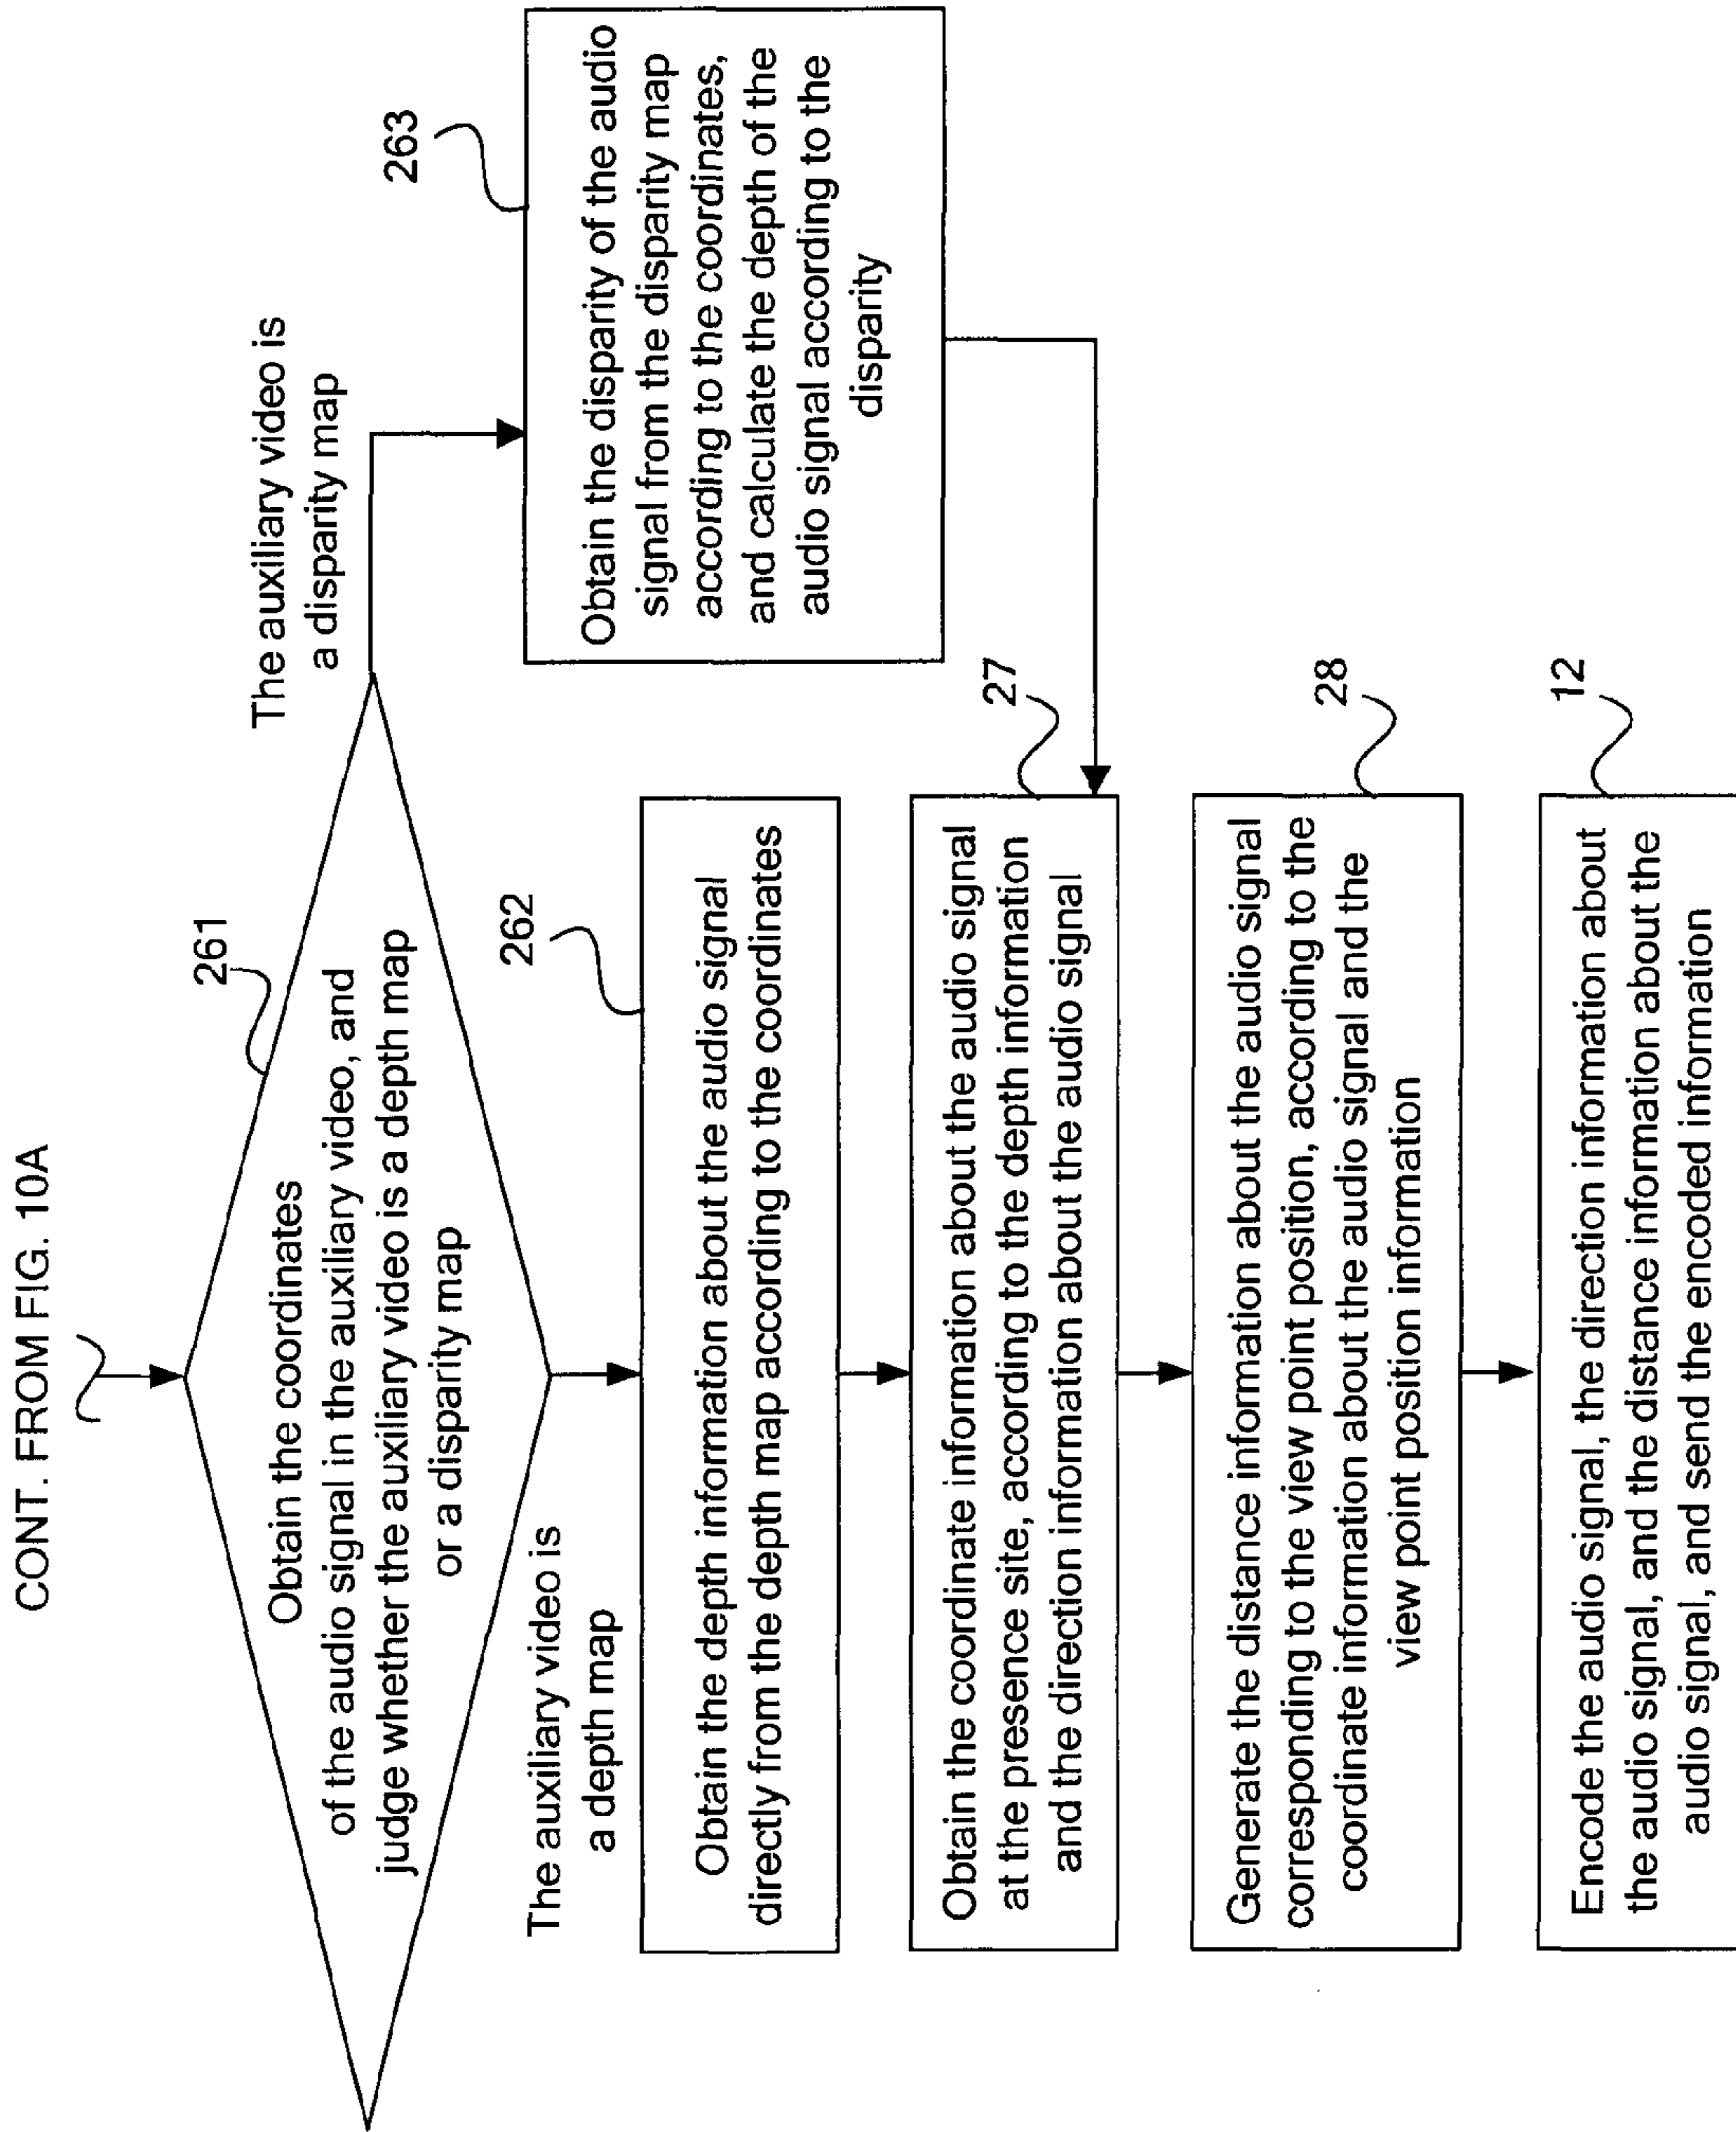 CONT. FROM FIG. 10A
261
Obtain the coordinates
of the audio signal in the auxiliary video, and
judge whether the auxiliary video is a depth map
or a disparity map
The auxiliary video is
a disparity map
263
Obtain the disparity of the audio
signal from the disparity map
according to the coordinates,
and calculate the depth of the
audio signal according to the
disparity
The auxiliary video is
a depth map
262
Obtain the depth information about the audio signal
directly from the depth map according to the coordinates
27
Obtain the coordinate information about the audio signal
at the presence site, according to the depth information
and the direction information about the audio signal
28
Generate the distance information about the audio signal
corresponding to the view point position, according to the
coordinate information about the audio signal and the
view point position information
12
Encode the audio signal, the direction information about
the audio signal, and the distance information about the
audio signal, and send the encoded information